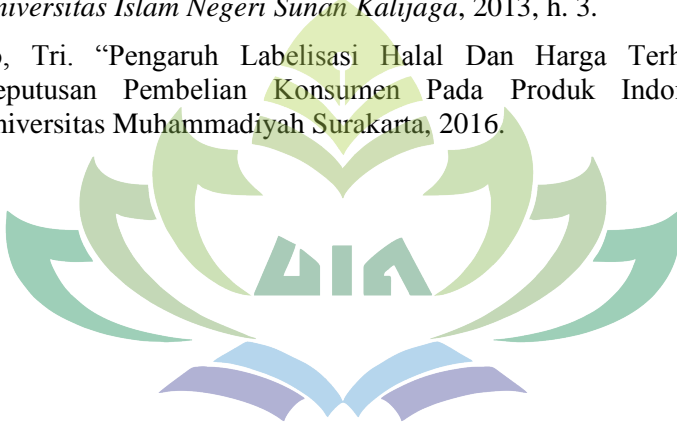 niversitas Islam Negeri Sunan Kalijaga, 2013, h. 3.
o, Tri. “Pengaruh Labelisasi Halal Dan Harga Terh
eputusan Pembelian Konsumen Pada Produk Indo
niversitas Muhammadiyah Surakarta, 2016.
UIN